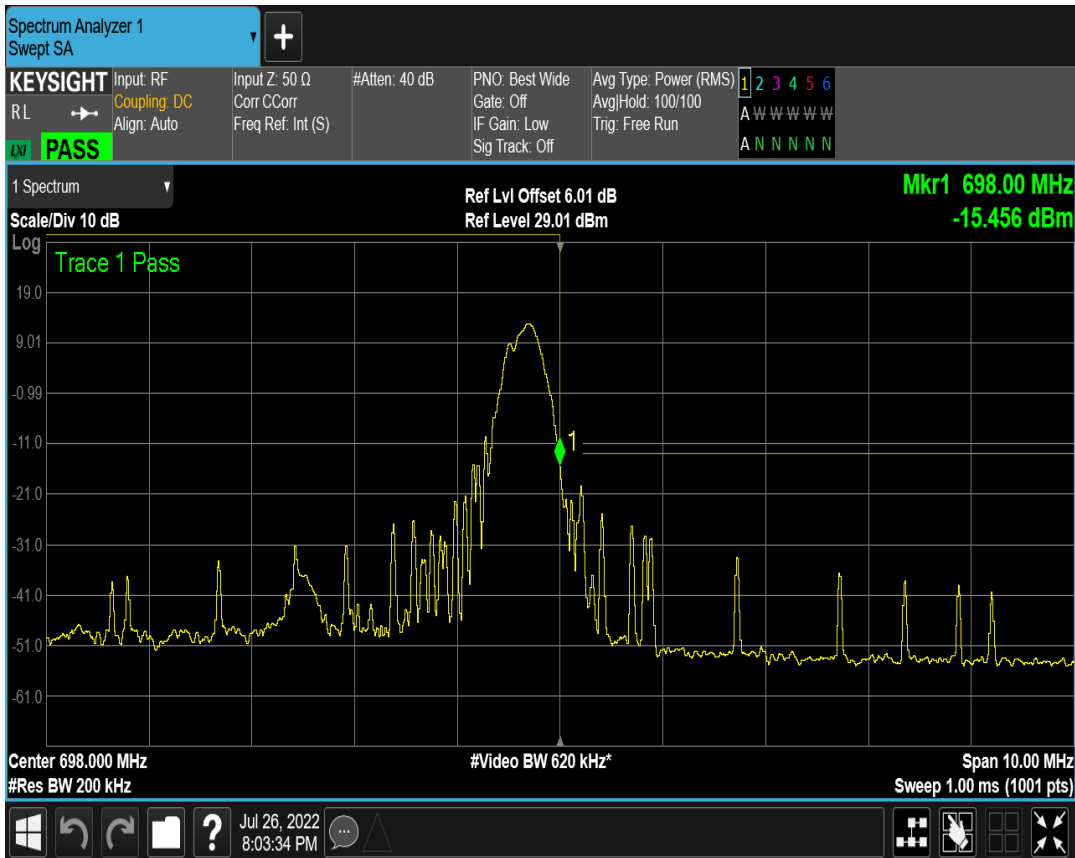 Spectrum Analyzer 1
Swept SA
KEYSIGHT
R L
LXI PASS
Input: RF
Coupling: DC
Align: Auto
Input Z: 50 Ω
Corr CCorr
Freq Ref: Int (S)
#Atten: 40 dB
PNO: Best Wide
Gate: Off
IF Gain: Low
Sig Track: Off
Avg Type: Power (RMS)
Avg|Hold: 100/100
Trig: Free Run
1 2 3 4 5 6
A W W W W W
A N N N N N
1 Spectrum
Scale/Div 10 dB
Ref Lvl Offset 6.01 dB
Ref Level 29.01 dBm
Mkr1 698.00 MHz
-15.456 dBm
Log
Trace 1 Pass
19.0
9.01
-0.99
-11.0
1
-21.0
-31.0
-41.0
-51.0
-61.0
Center 698.000 MHz
#Video BW 620 kHz*
Span 10.00 MHz
#Res BW 200 kHz
Sweep 1.00 ms (1001 pts)
?
Jul 26, 2022
8:03:34 PM